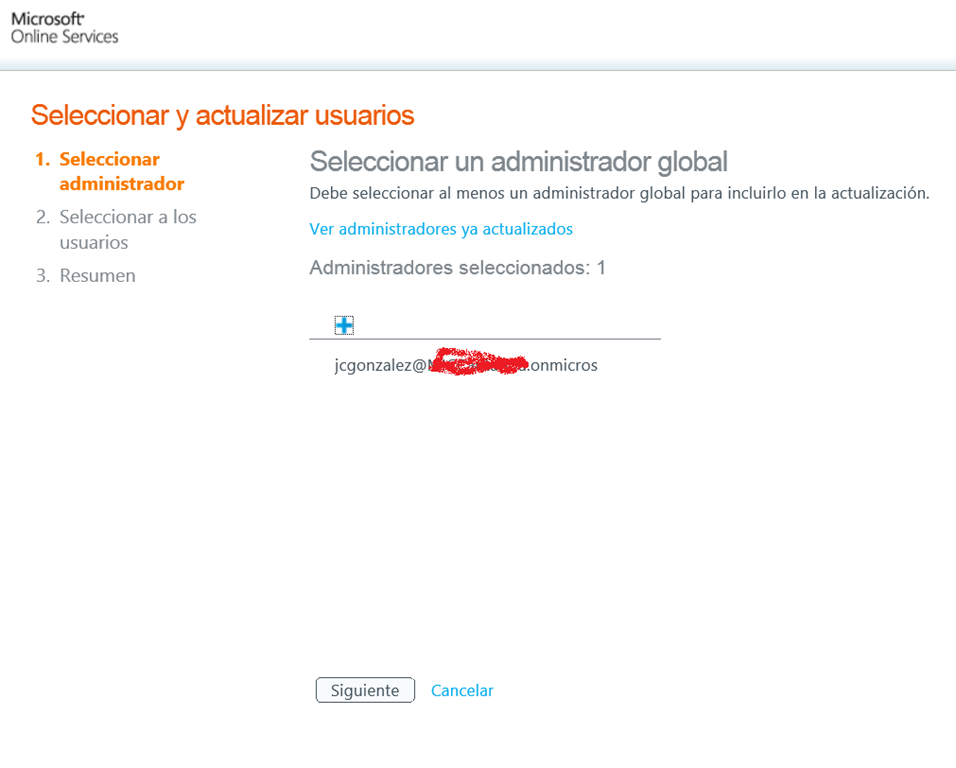 Microsoft
Online Services
Seleccionar y actualizar usuarios
1. Seleccionar
administrador
2. Seleccionar a los
usuarios
3. Resumen
Seleccionar un administrador global
Debe seleccionar al menos un administrador global para incluirlo en la actualización.
Ver administradores ya actualizados
Administradores seleccionados: 1
jcgonzalez@ .onmicros
Siguiente Cancelar